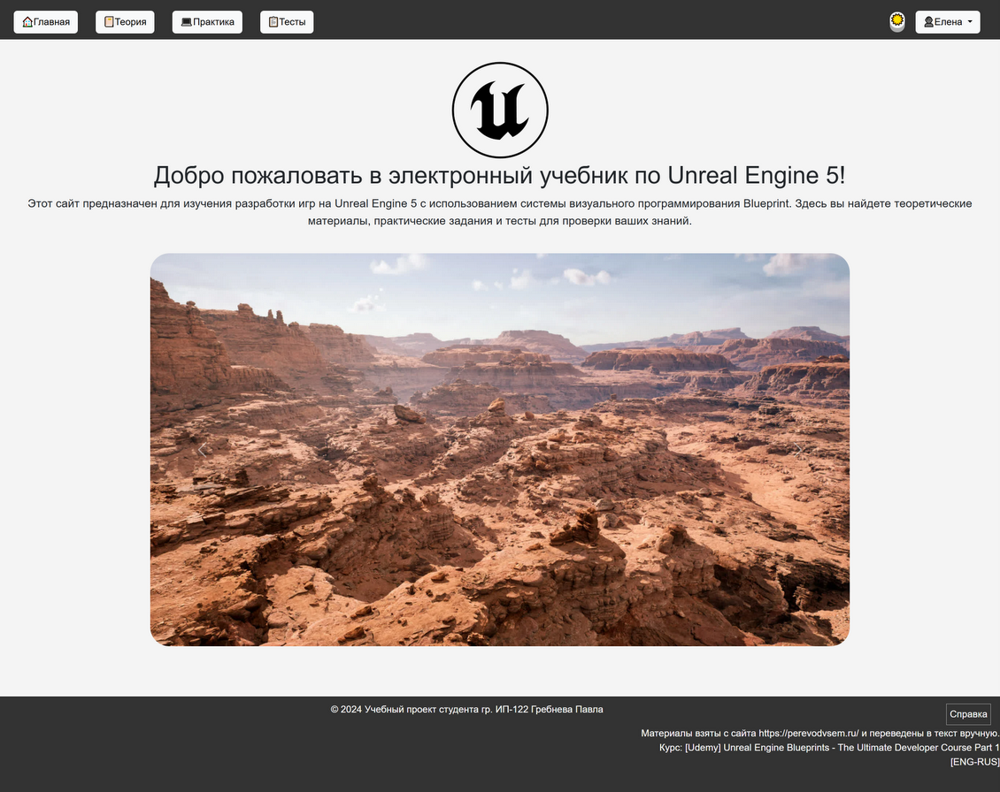 Главная
Теория
Практика
Тесты
Елена
Добро пожаловать в электронный учебник по Unreal Engine 5!
Этот сайт предназначен для изучения разработки игр на Unreal Engine 5 с использованием системы визуального программирования Blueprint. Здесь вы найдете теоретические
материалы, практические задания и тесты для проверки ваших знаний.
© 2024 Учебный проект студента гр. ИП-122 Гребнева Павла
Справка
Материалы взяты с сайта https://perevodvsem.ru/ и переведены в текст вручную.
Курс: [Udemy] Unreal Engine Blueprints - The Ultimate Developer Course Part 1
[ENG-RUS]